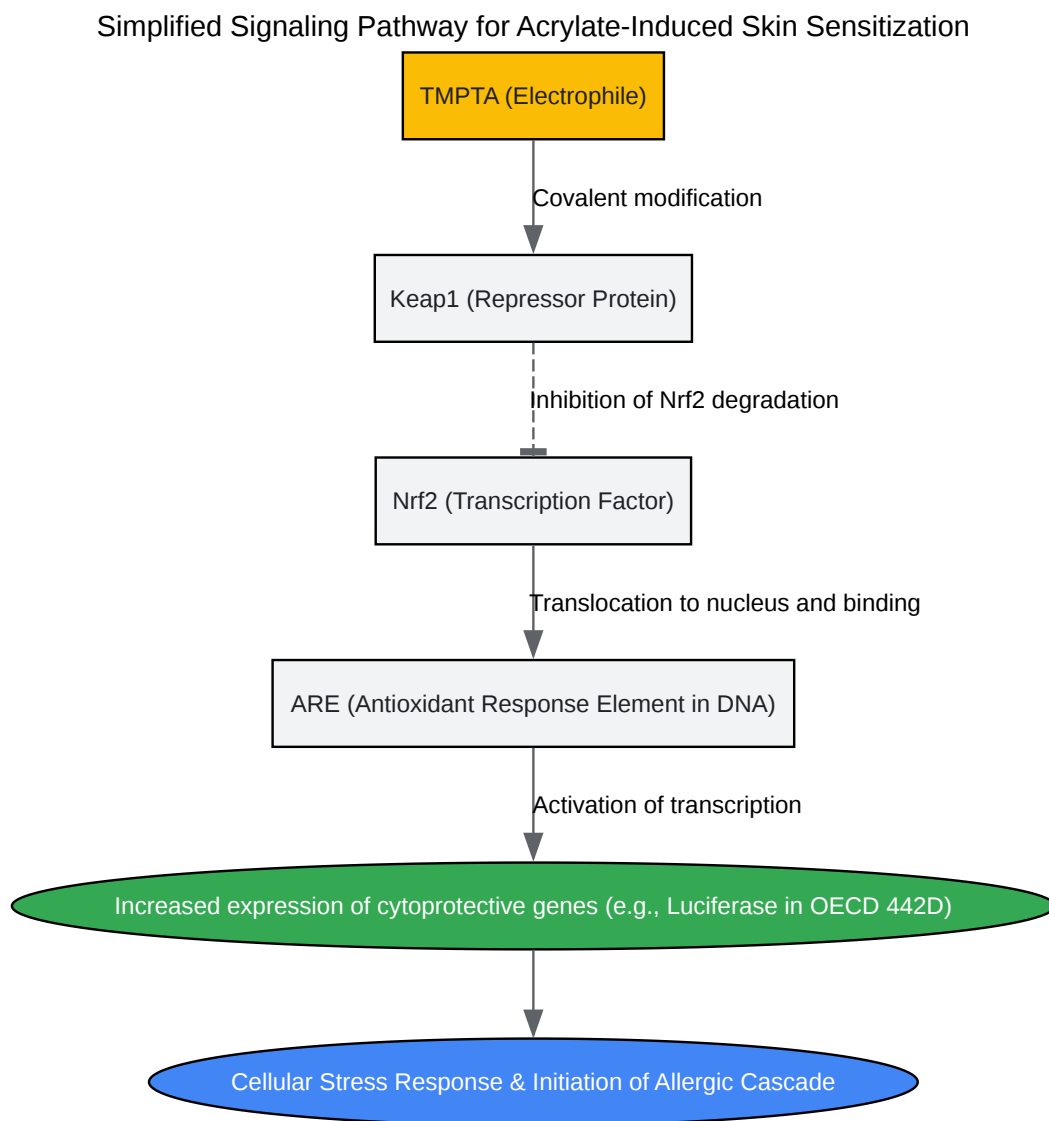 Simplified Signaling Pathway for Acrylate-Induced Skin Sensitization
TMPTA (Electrophile)
Covalent modification
Keap1 (Repressor Protein)
Inhibition of Nrf2 degradation
Nrf2 (Transcription Factor)
Translocation to nucleus and binding
ARE (Antioxidant Response Element in DNA)
Activation of transcription
Increased expression of cytoprotective genes (e.g., Luciferase in OECD 442D)
Cellular Stress Response & Initiation of Allergic Cascade